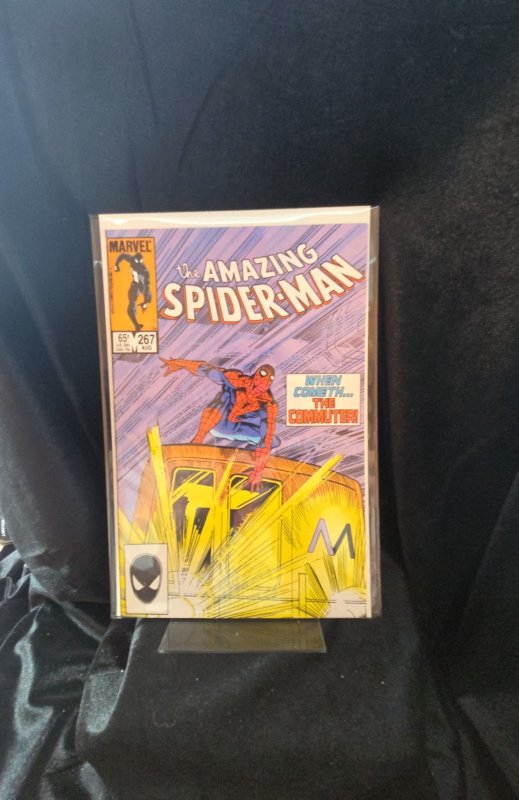 MARVEL
the AMAZING
SPIDER-MAN
65¢
267
AUG
WHEN
COMETH...
THE
COMMUTER!